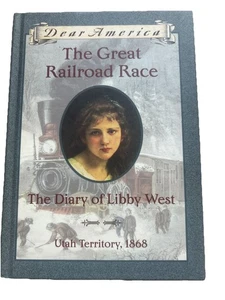 Dear America
The Great
Railroad Race
The Diary of Libby West
Utah Territory, 1868